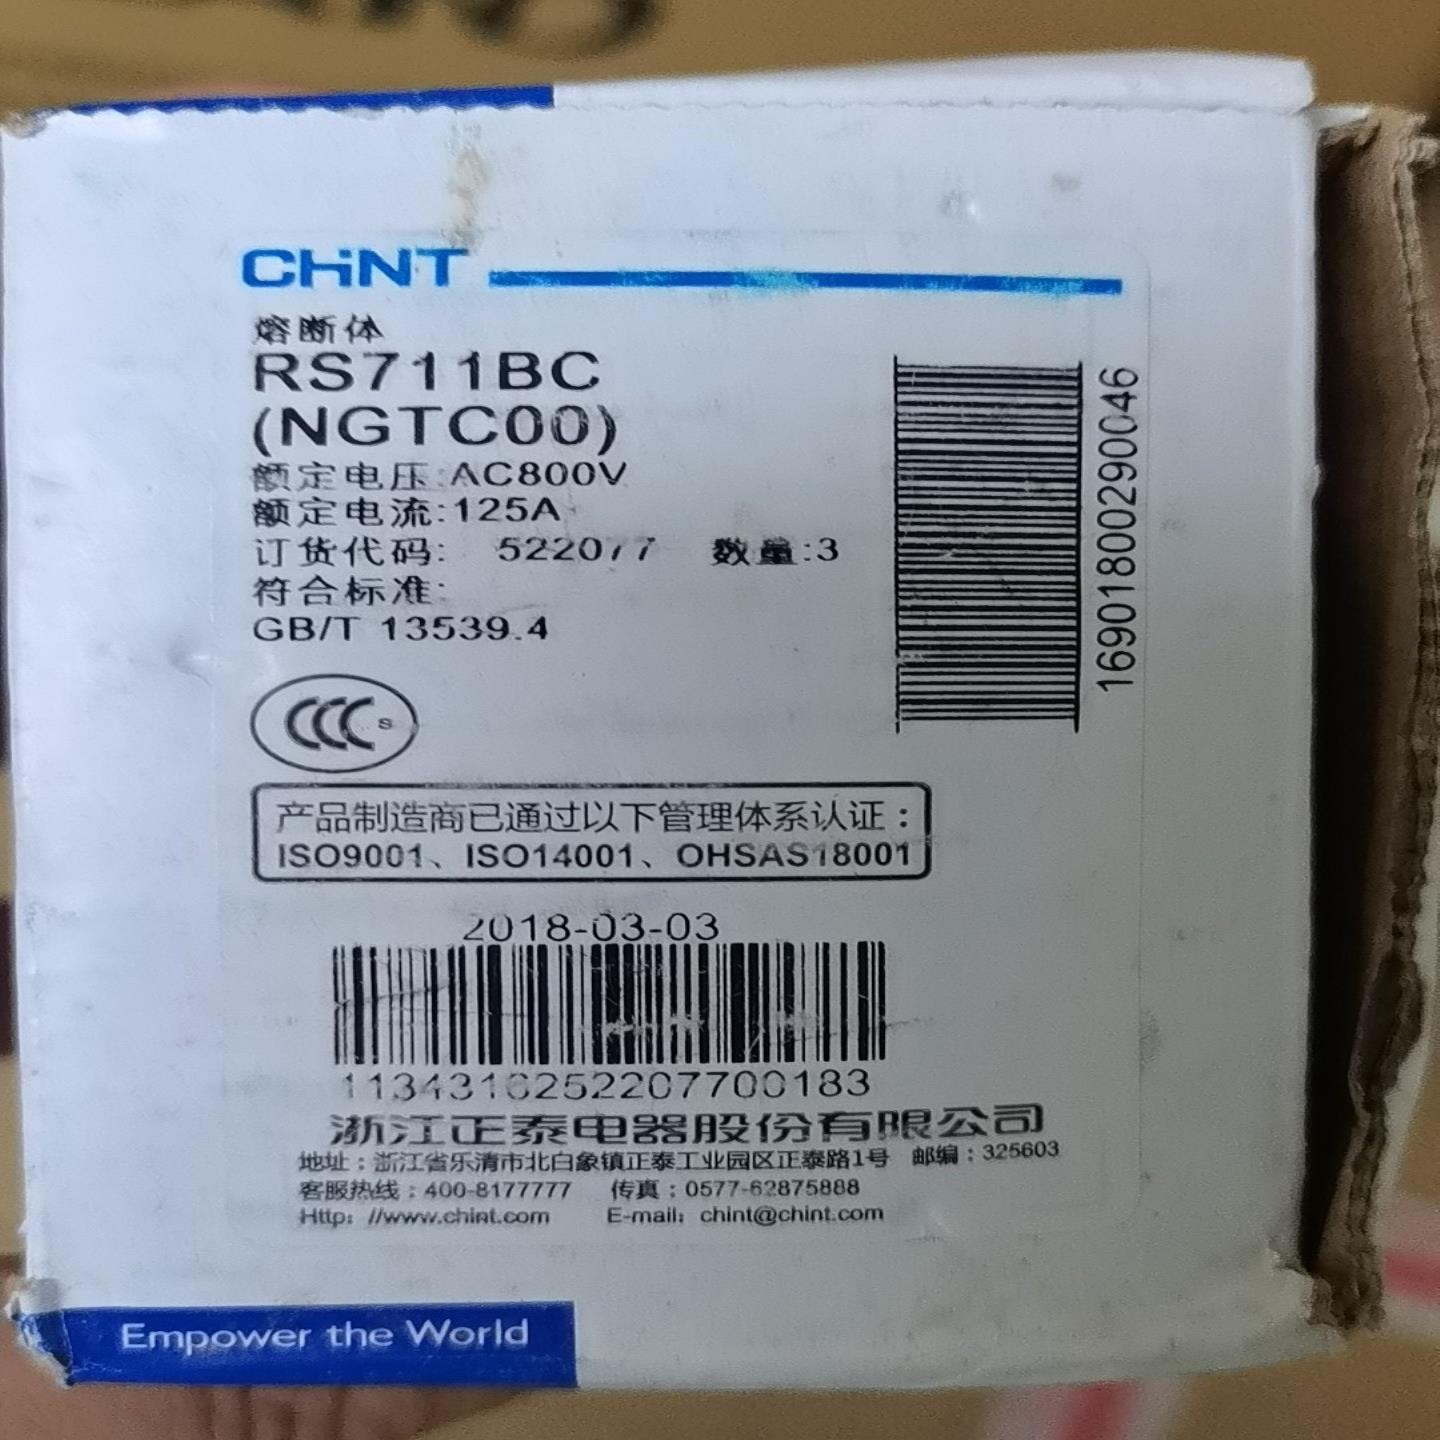 CHiNT
熔断体
RS711BC
(NGTC00)
额定电压:AC800V
额定电流:125A
订货代码: 522077 数量:3
符合标准:
GB/T 13539.4
16901800290046
CCC S
产品制造商已通过以下管理体系认证：
ISO9001、ISO14001、OHSAS18001
2018-03-03
1134316252207700183
浙江正泰电器股份有限公司
地址：浙江省乐清市北白象镇正泰工业园区正泰路1号 邮编：325603
客服热线：400-8177777 传真：0577-62875888
Http: //www.chint.com E-mail: chint@chint.com
Empower the World